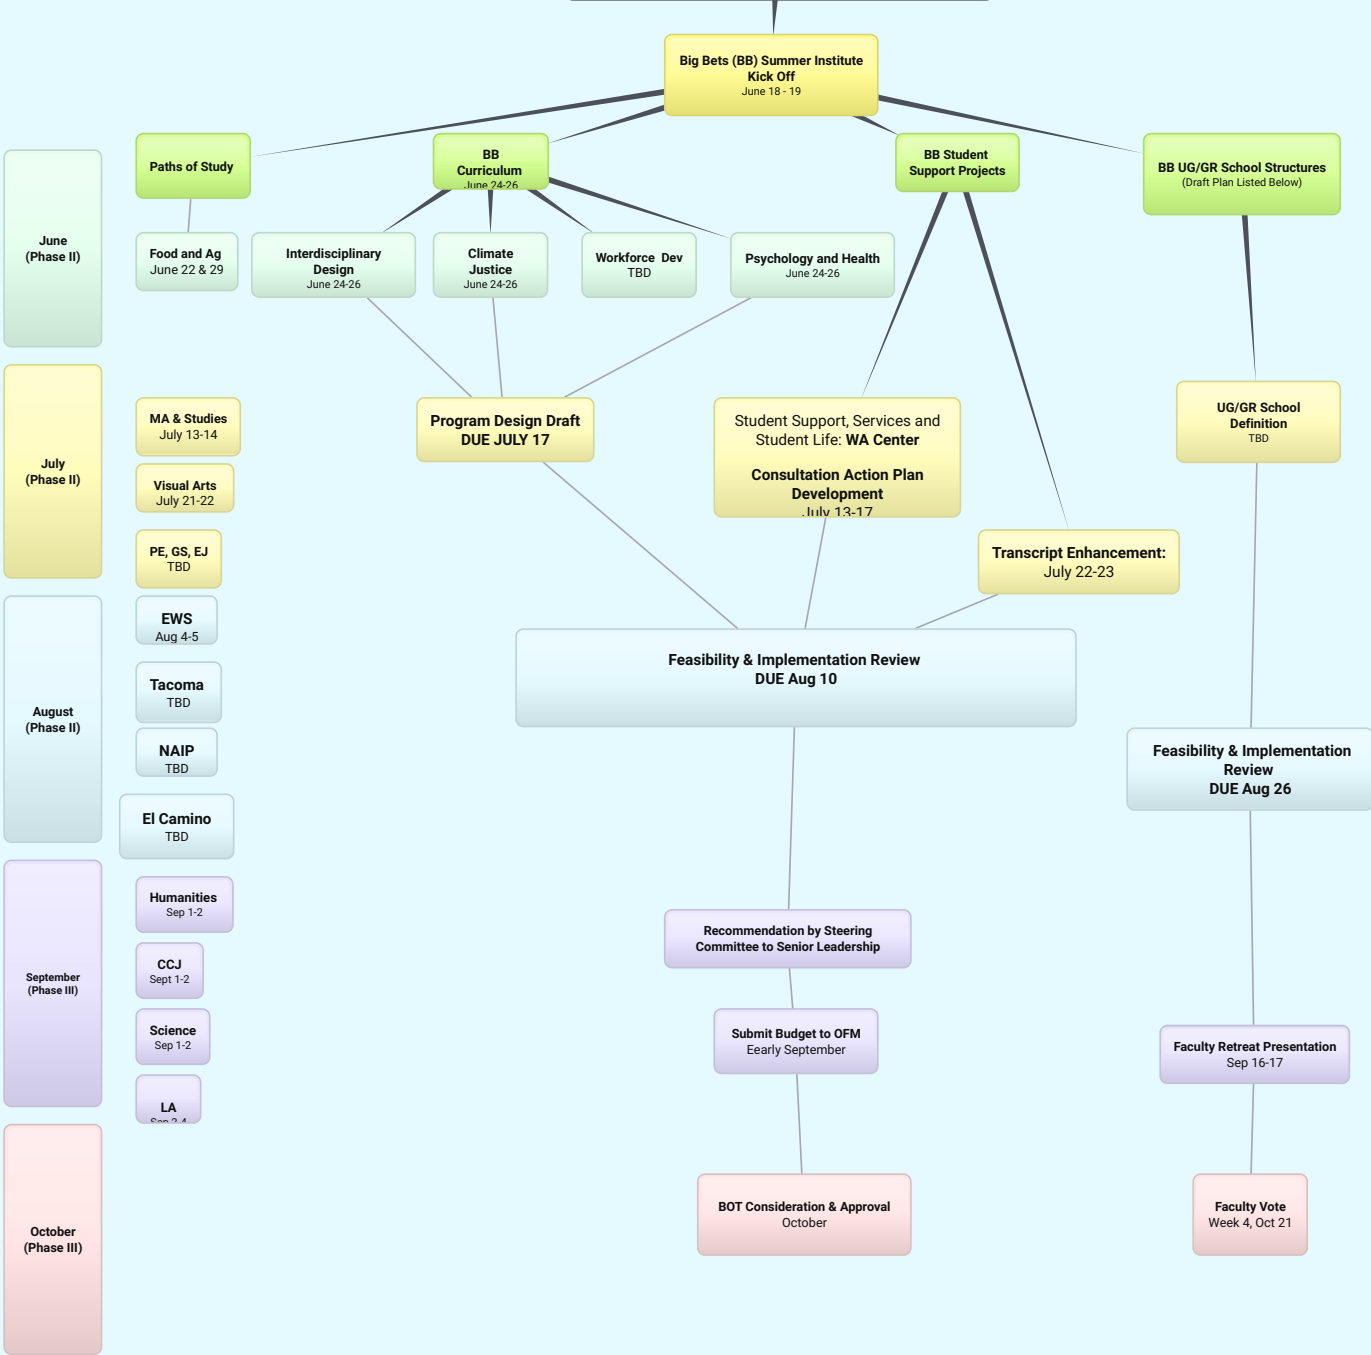 Big Bets (BB) Summer Institute
Kick Off
June 18 - 19
Paths of Study
BB
Curriculum
June 24-26
BB Student
Support Projects
BB UG/GR School Structures
(Draft Plan Listed Below)
June
(Phase II)
Food and Ag
June 22 & 29
Interdisciplinary
Design
June 24-26
Climate
Justice
June 24-26
Workforce Dev
TBD
Psychology and Health
June 24-26
July
(Phase II)
MA & Studies
July 13-14
Visual Arts
July 21-22
PE, GS, EJ
TBD
Program Design Draft
DUE JULY 17
Student Support, Services and
Student Life: WA Center
Consultation Action Plan
Development
July 13-17
UG/GR School
Definition
TBD
Transcript Enhancement:
July 22-23
August
(Phase II)
EWS
Aug 4-5
Tacoma
TBD
NAIP
TBD
El Camino
TBD
Feasibility & Implementation Review
DUE Aug 10
Feasibility & Implementation
Review
DUE Aug 26
September
(Phase III)
Humanities
Sep 1-2
CCJ
Sept 1-2
Science
Sep 1-2
LA
Sep 3-4
Recommendation by Steering
Committee to Senior Leadership
Submit Budget to OFM
Eearly September
Faculty Retreat Presentation
Sep 16-17
October
(Phase III)
BOT Consideration & Approval
October
Faculty Vote
Week 4, Oct 21